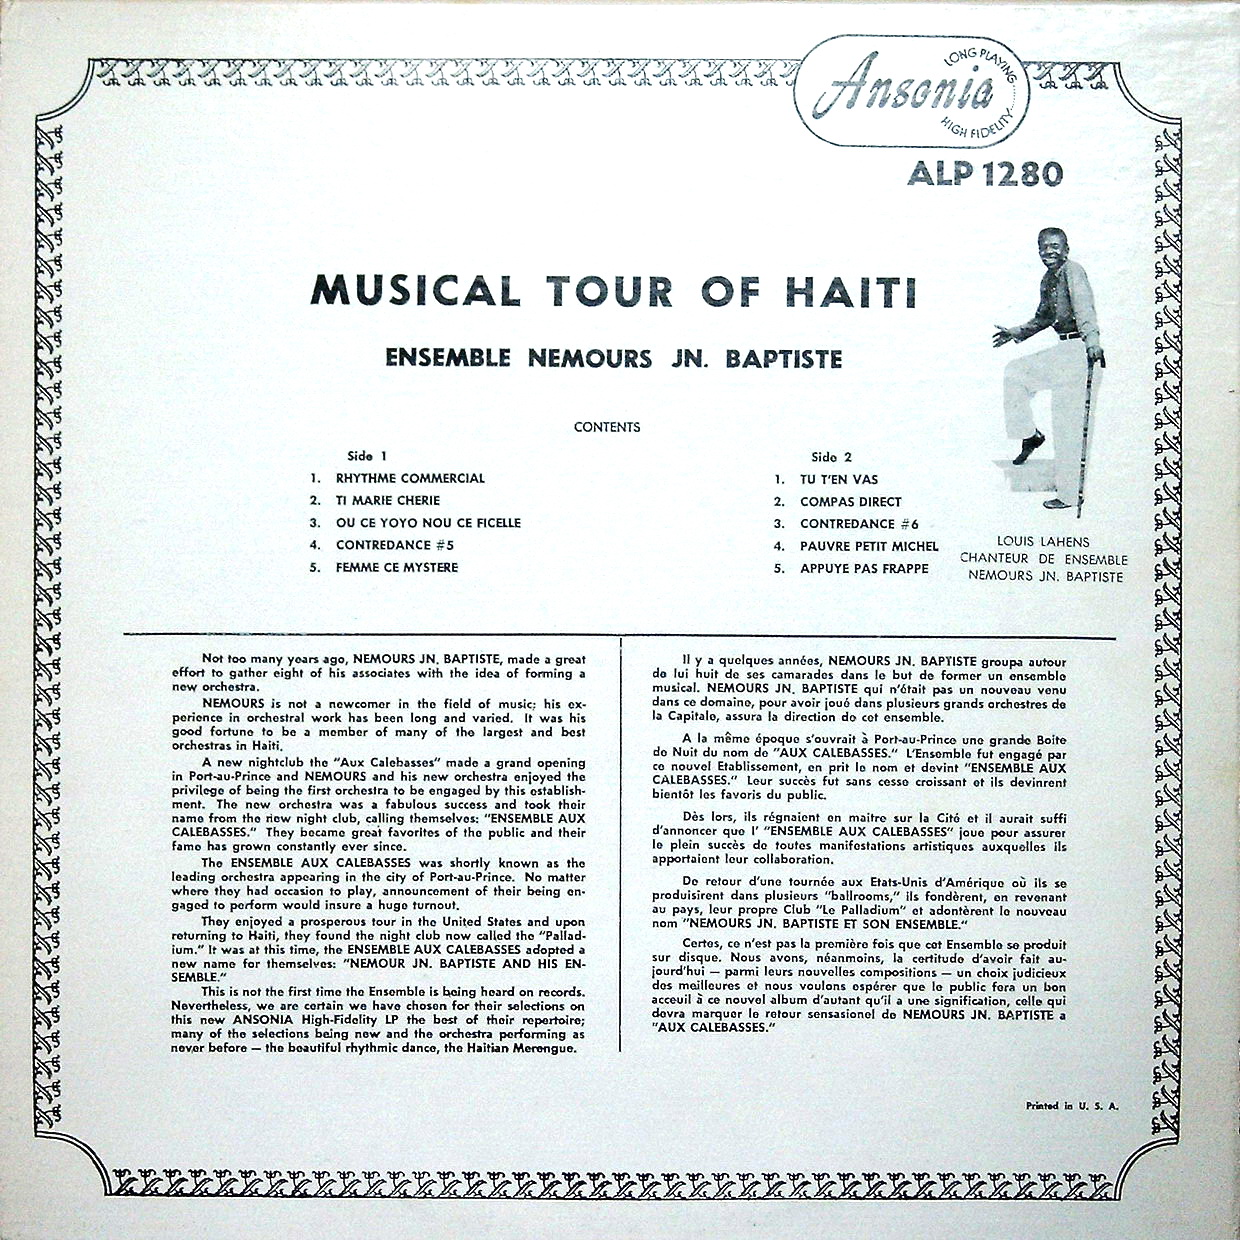 Ansonia
LONG PLAYING
HIGH FIDELITY
ALP 1280
MUSICAL TOUR OF HAITI
ENSEMBLE NEMOURS JN. BAPTISTE
CONTENTS
Side 1
1. RHYTHME COMMERCIAL
2. TI MARIE CHERIE
3. OU CE YOYO NOU CE FICELLE
4. CONTREDANCE #5
5. FEMME CE MYSTERE
Side 2
1. TU T'EN VAS
2. COMPAS DIRECT
3. CONTREDANCE #6
4. PAUVRE PETIT MICHEL
5. APPUYE PAS FRAPPE
LOUIS LAHENS
CHANTEUR DE ENSEMBLE
NEMOURS JN. BAPTISTE
Not too many years ago, NEMOURS JN. BAPTISTE, made a great
effort to gather eight of his associates with the idea of forming a
new orchestra.
NEMOURS is not a newcomer in the field of music; his ex-
perience in orchestral work has been long and varied. It was his
good fortune to be a member of many of the largest and best
orchestras in Haiti.
A new nightclub the "Aux Calebasses" made a grand opening
in Port-au-Prince and NEMOURS and his new orchestra enjoyed the
privilege of being the first orchestra to be engaged by this establish-
ment. The new orchestra was a fabulous success and took their
name from the new night club, calling themselves: "ENSEMBLE AUX
CALEBASSES." They became great favorites of the public and their
fame has grown constantly ever since.
The ENSEMBLE AUX CALEBASSES was shortly known as the
leading orchestra appearing in the city of Port-au-Prince. No matter
where they had occasion to play, announcement of their being en-
gaged to perform would insure a huge turnout.
They enjoyed a prosperous tour in the United States and upon
returning to Haiti, they found the night club now called the "Pallad-
ium." It was at this time, the ENSEMBLE AUX CALEBASSES adopted a
new name for themselves: "NEMOUR JN. BAPTISTE AND HIS EN-
SEMBLE."
This is not the first time the Ensemble is being heard on records.
Nevertheless, we are certain we have chosen for their selections on
this new ANSONIA High-Fidelity LP the best of their repertoire;
many of the selections being new and the orchestra performing as
never before — the beautiful rhythmic dance, the Haitian Merengue.
Il y a quelques années, NEMOURS JN. BAPTISTE groupa autour
de lui huit de ses camarades dans le but de former un ensemble
musical. NEMOURS JN. BAPTISTE qui n'était pas un nouveau venu
dans ce domaine, pour avoir joué dans plusieurs grands orchestres de
la Capitale, assura la direction de cet ensemble.
A la même époque s'ouvrait à Port-au-Prince une grande Boite
de Nuit du nom de "AUX CALEBASSES." L'Ensemble fut engagé par
ce nouvel Etablissement, en prit le nom et devint "ENSEMBLE AUX
CALEBASSES." Leur succès fut sans cesse croissant et ils devinrent
bientôt les favoris du public.
Dès lors, ils régnaient en maitre sur la Cité et il aurait suffi
d'annoncer que l' "ENSEMBLE AUX CALEBASSES" joue pour assurer
le plein succès de toutes manifestations artistiques auxquelles ils
apportaient leur collaboration.
De retour d'une tournée aux Etats-Unis d'Amérique où ils se
produisirent dans plusieurs "ballrooms," ils fondèrent, en revenant
au pays, leur propre Club "Le Palladium" et adontèrent le nouveau
nom "NEMOURS JN. BAPTISTE ET SON ENSEMBLE."
Certes, ce n'est pas la première fois que cet Ensemble se produit
sur disque. Nous avons, néanmoins, la certitude d'avoir fait au-
jourd'hui — parmi leurs nouvelles compositions — un choix judicieux
des meilleures et nous voulons espérer que le public fera un bon
acceuil à ce nouvel album d'autant qu'il a une signification, celle qui
devra marquer le retour sensasionel de NEMOURS JN. BAPTISTE a
"AUX CALEBASSES."
Printed in U. S. A.